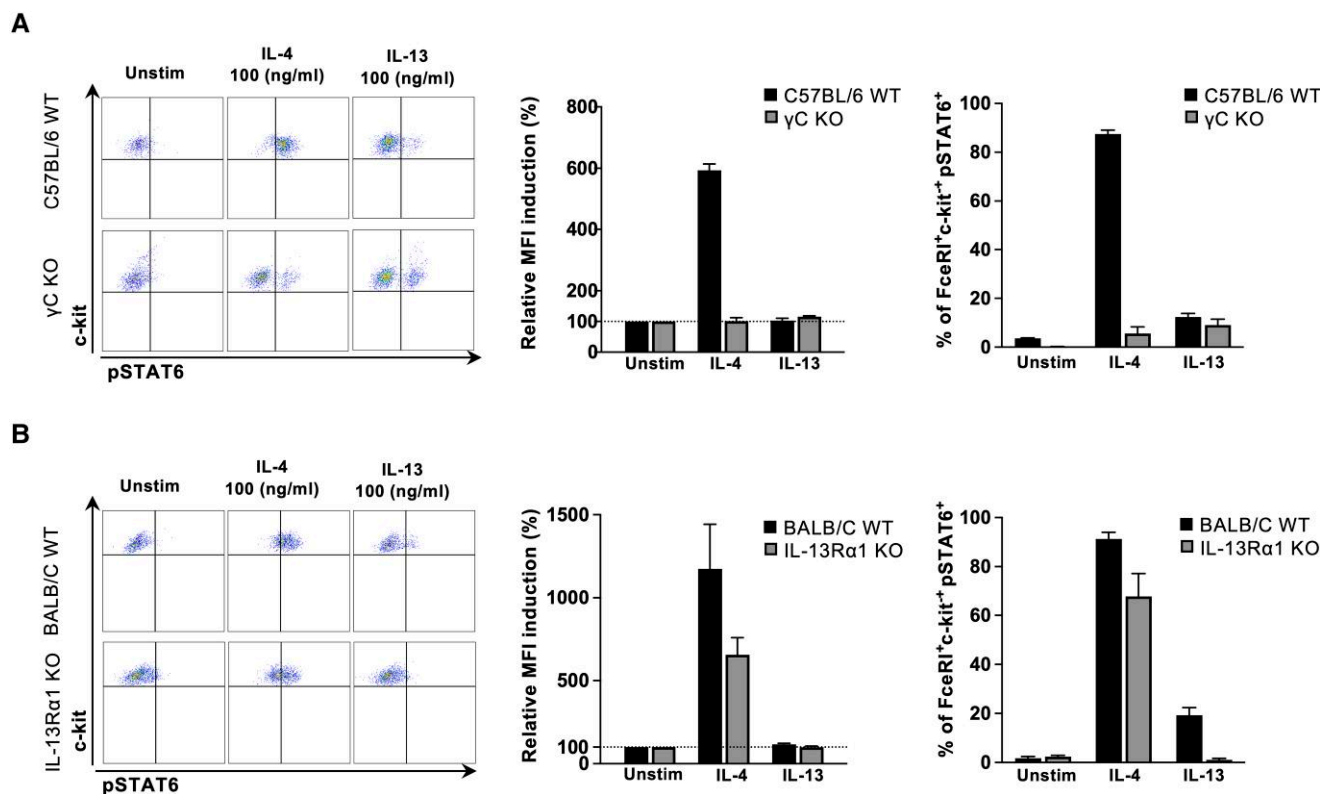 A
Unstim
IL-4
100 (ng/ml)
IL-13
100 (ng/ml)
C57BL/6 WT
γC KO
c-kit
pSTAT6
Relative MFI induction (%)
800
600
400
200
100
0
Unstim
IL-4
IL-13
C57BL/6 WT
γC KO
% of FceRI+c-kit-+ pSTAT6+
100
80
60
40
20
0
Unstim
IL-4
IL-13
C57BL/6 WT
γC KO
B
Unstim
IL-4
100 (ng/ml)
IL-13
100 (ng/ml)
BALB/C WT
IL-13Rα1 KO
c-kit
pSTAT6
Relative MFI induction (%)
1500
1000
500
100
0
Unstim
IL-4
IL-13
BALB/C WT
IL-13Rα1 KO
% of FceRI+c-kit-+ pSTAT6+
100
80
60
40
20
0
Unstim
IL-4
IL-13
BALB/C WT
IL-13Rα1 KO